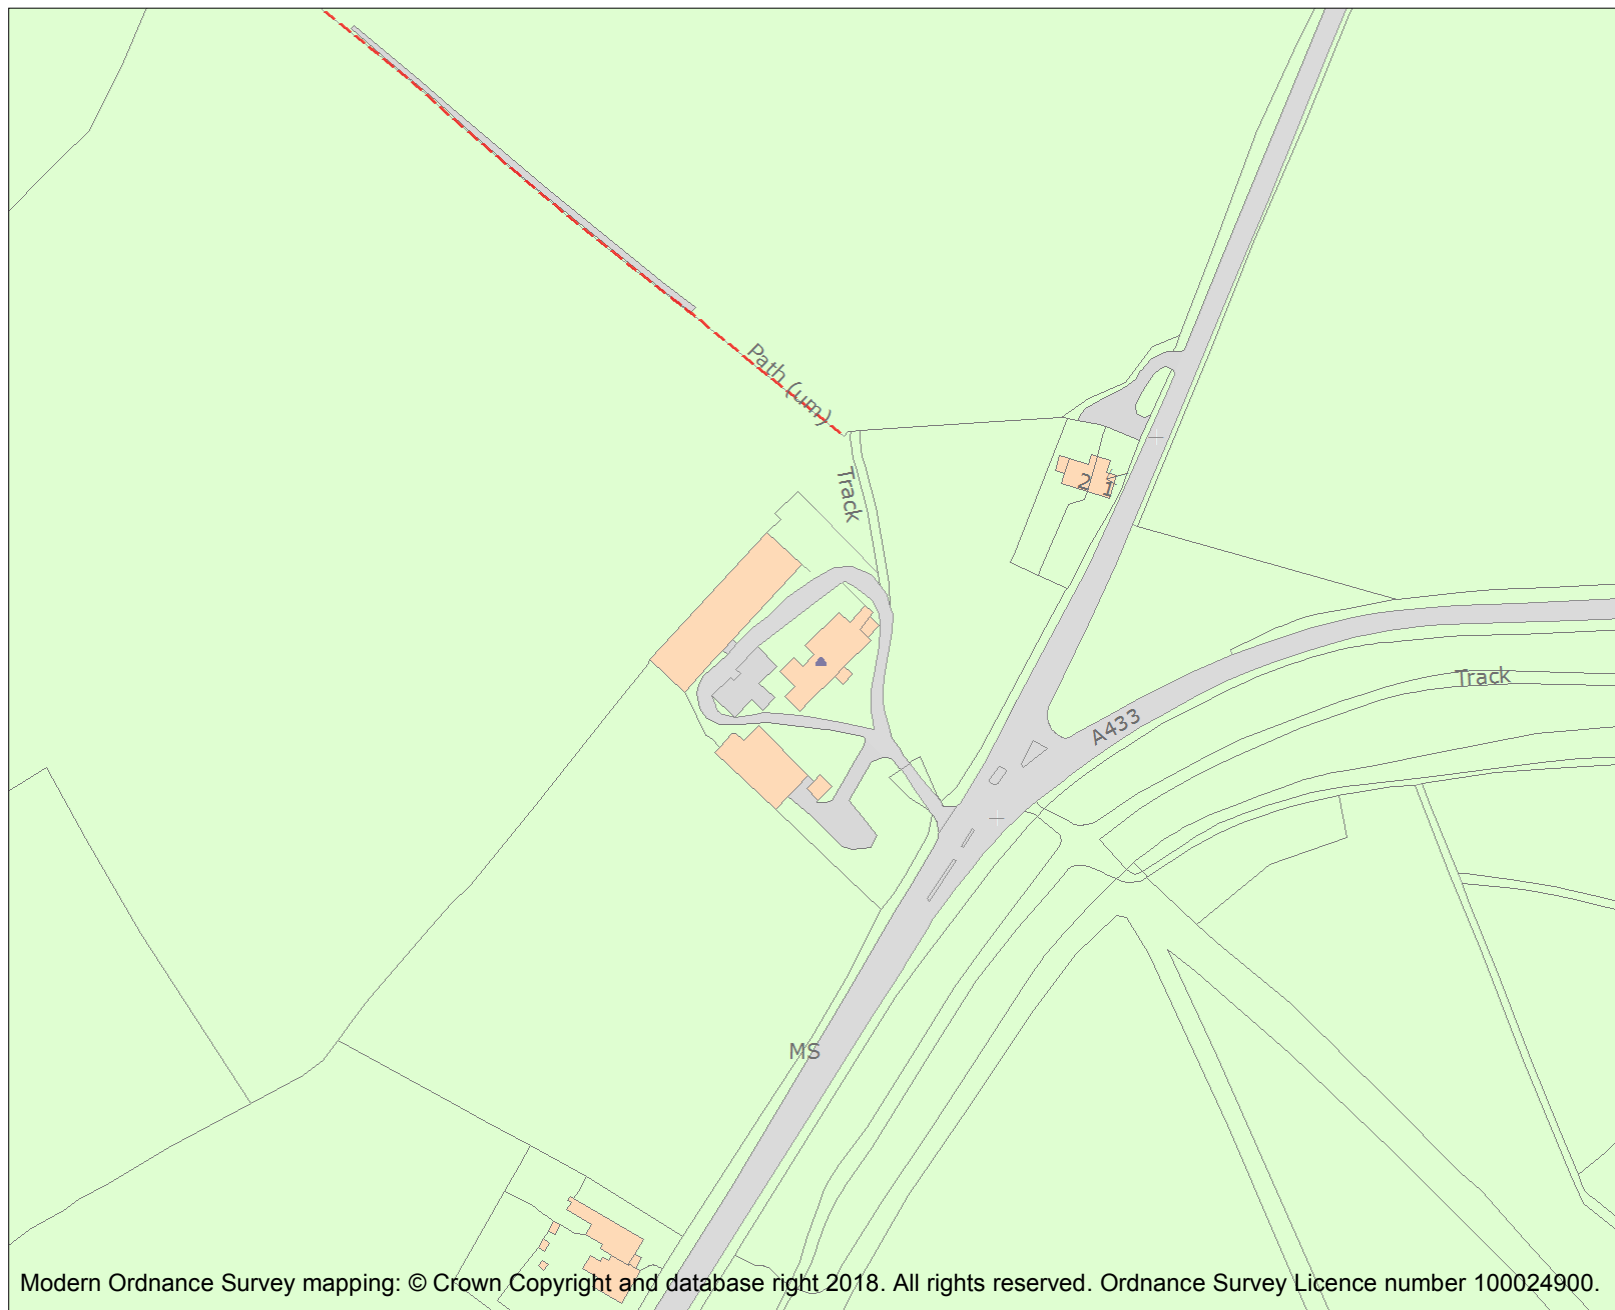 Path (um)
Track
2
1
Track
A433
MS
Modern Ordnance Survey mapping: © Crown Copyright and database right 2018. All rights reserved. Ordnance Survey Licence number 100024900.